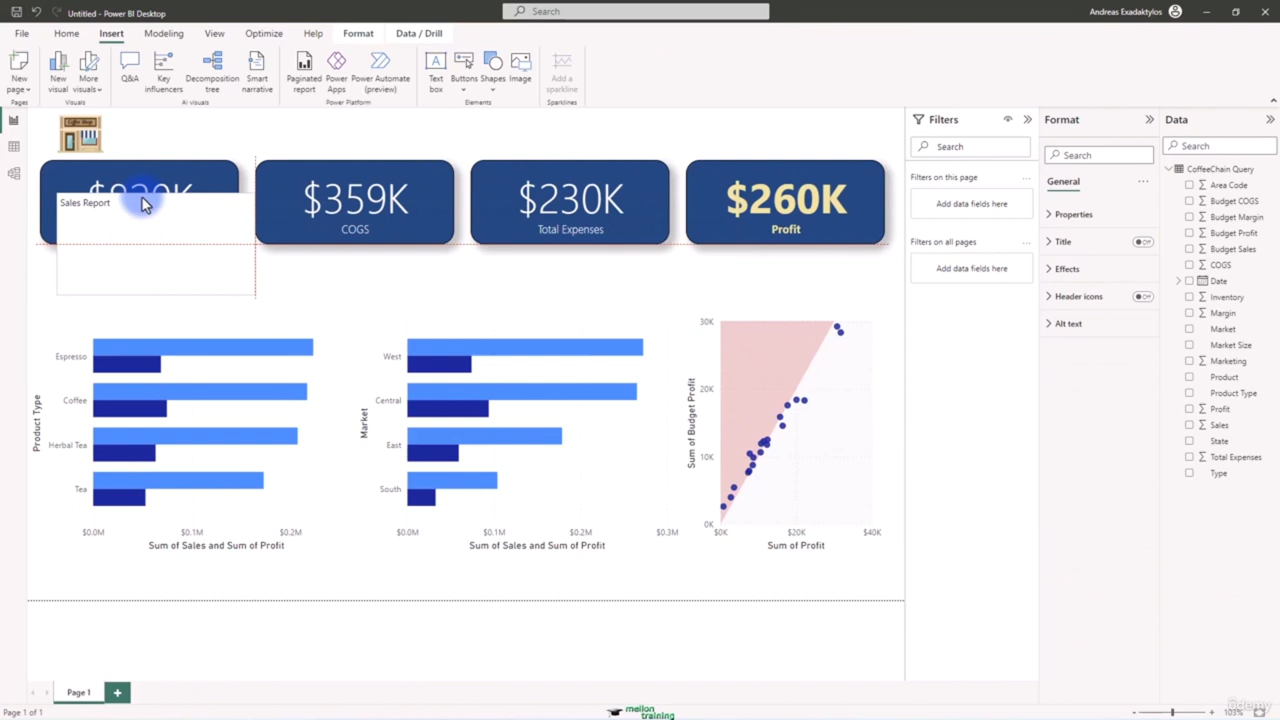 Untitled - Power BI Desktop
Search
Andreas Exadaktylos
File Home Insert Modeling View Optimize Help Format Data / Drill
New page
New visual
More visuals
Q&A
Key influencers
Decomposition tree
Smart narrative
Paginated report
Power Apps
Power Automate (preview)
Text box
Buttons
Shapes
Image
Add a sparkline
Pages
Visuals
AI visuals
Power Platform
Elements
Sparklines
Coffee Shop
Sales Report
$359K
COGS
$230K
Total Expenses
$260K
Profit
Product Type
Espresso
Coffee
Herbal Tea
Tea
$0.0M $0.1M $0.2M
Sum of Sales and Sum of Profit
Market
West
Central
East
South
$0.0M $0.1M $0.2M $0.3M
Sum of Sales and Sum of Profit
Sum of Budget Profit
30K
20K
10K
0K
$0K $20K $40K
Sum of Profit
Filters
Search
Filters on this page
...
Add data fields here
Filters on all pages
...
Add data fields here
Format
Search
General
...
Properties
Title
Off
Effects
Header icons
Off
Alt text
Data
Search
CoffeeChain Query
Area Code
Budget COGS
Budget Margin
Budget Profit
Budget Sales
COGS
Date
Inventory
Margin
Market
Market Size
Marketing
Product
Product Type
Profit
Sales
State
Total Expenses
Type
Page 1
Page 1 of 1
mellon training
103%
ûdemy